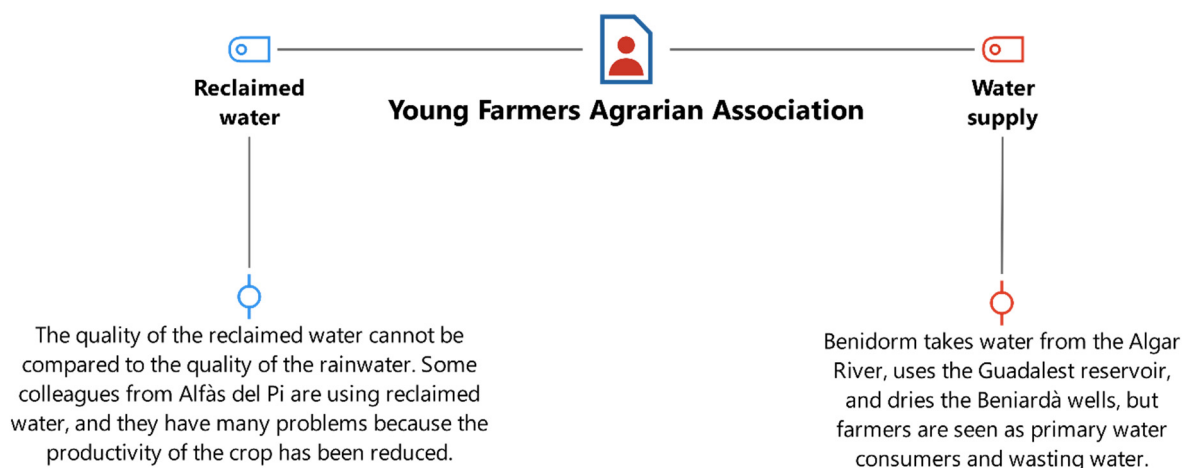 Reclaimed
water
Young Farmers Agrarian Association
Water
supply
The quality of the reclaimed water cannot be
compared to the quality of the rainwater. Some
colleagues from Alfàs del Pi are using reclaimed
water, and they have many problems because the
productivity of the crop has been reduced.
Benidorm takes water from the Algar
River, uses the Guadalest reservoir,
and dries the Beniardà wells, but
farmers are seen as primary water
consumers and wasting water.